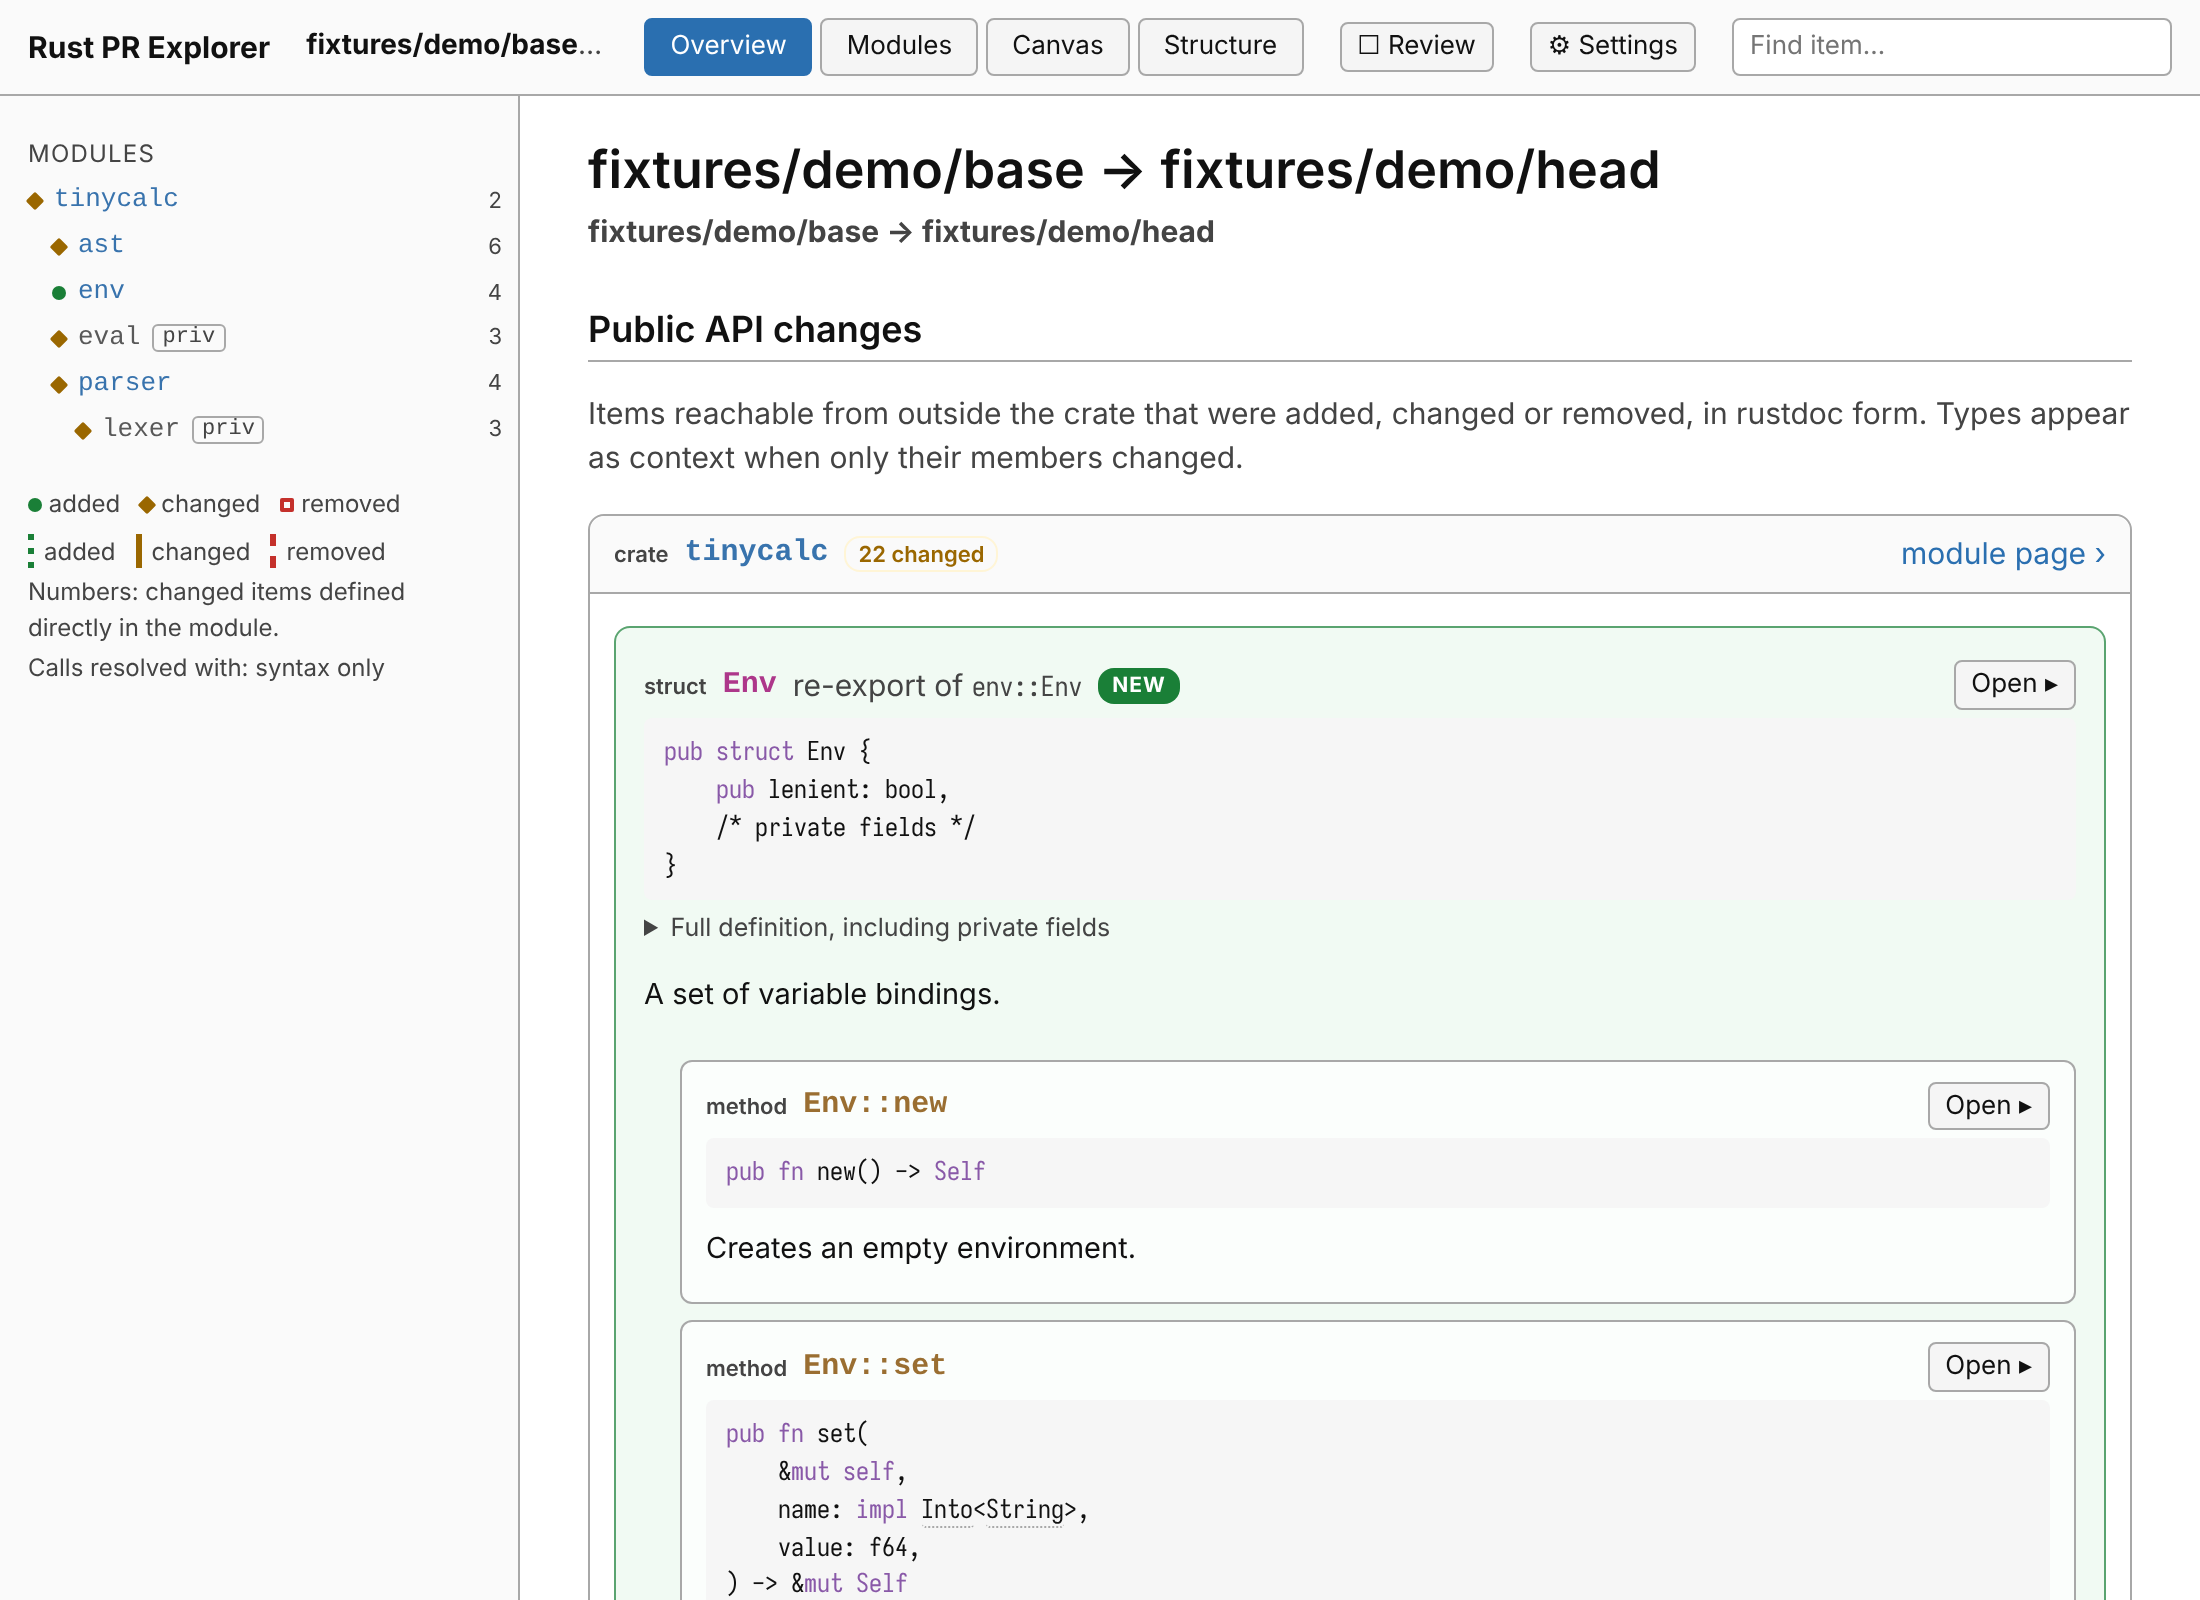 Rust PR Explorer
fixtures/demo/base...
Overview
Modules
Canvas
Structure
☐ Review
⚙ Settings
Find item...
MODULES
tinycalc 2
ast 6
env 4
eval priv 3
parser 4
lexer priv 3
added changed removed
added changed removed
Numbers: changed items defined
directly in the module.
Calls resolved with: syntax only
fixtures/demo/base → fixtures/demo/head
fixtures/demo/base → fixtures/demo/head
Public API changes
Items reachable from outside the crate that were added, changed or removed, in rustdoc form. Types appear
as context when only their members changed.
crate tinycalc 22 changed module page ›
struct Env re-export of env::Env NEW Open ▸
pub struct Env {
    pub lenient: bool,
    /* private fields */
}
▶ Full definition, including private fields
A set of variable bindings.
method Env::new Open ▸
pub fn new() -> Self
Creates an empty environment.
method Env::set Open ▸
pub fn set(
    &mut self,
    name: impl Into<String>,
    value: f64,
) -> &mut Self